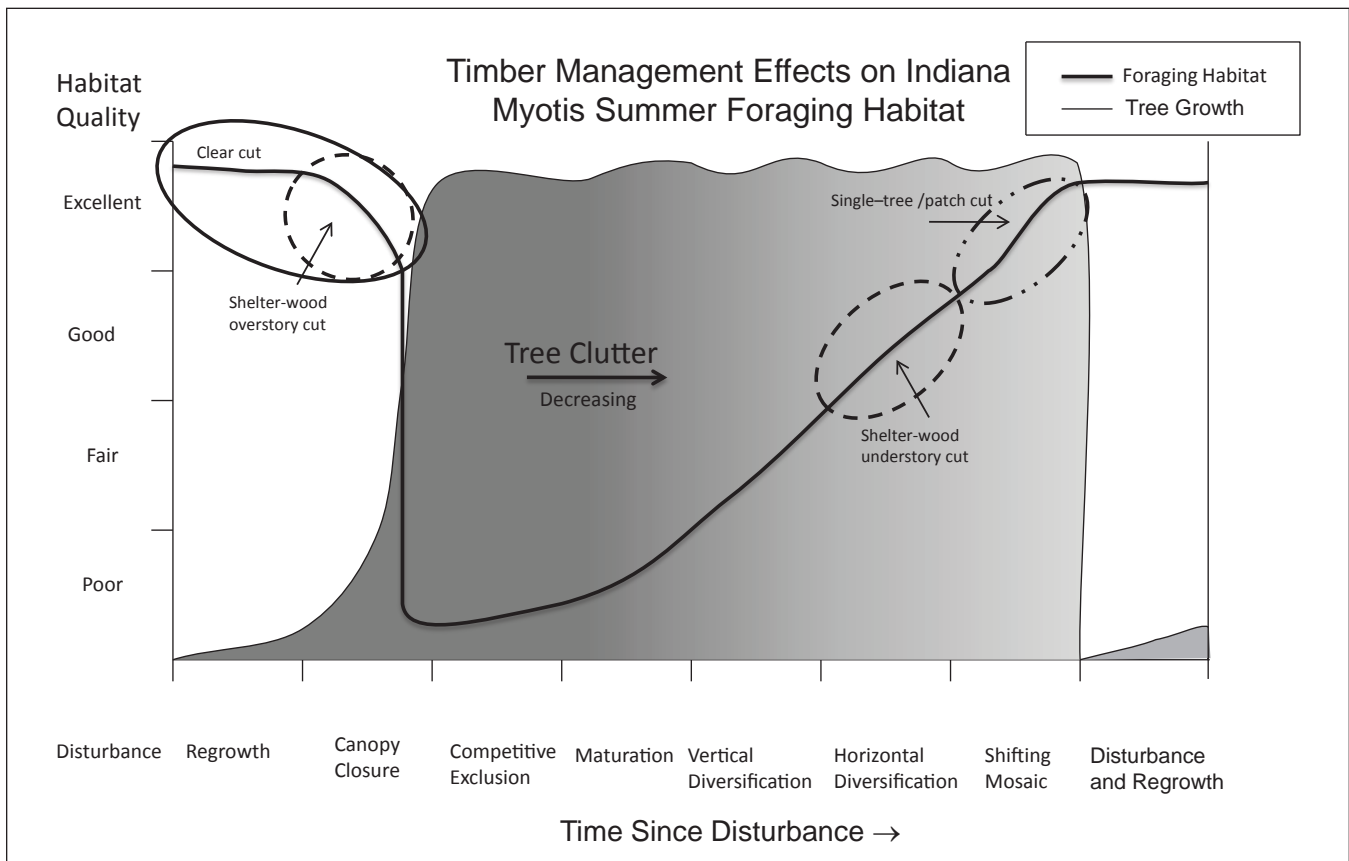 Timber Management Effects on Indiana
Myotis Summer Foraging Habitat
Foraging Habitat
Tree Growth
Habitat
Quality
Excellent
Good
Fair
Poor
Clear cut
Shelter-wood
overstory cut
Tree Clutter
Decreasing
Single–tree /patch cut
Shelter-wood
understory cut
Disturbance
Regrowth
Canopy
Closure
Competitive
Exclusion
Maturation
Vertical
Diversification
Horizontal
Diversification
Shifting
Mosaic
Disturbance
and Regrowth
Time Since Disturbance →